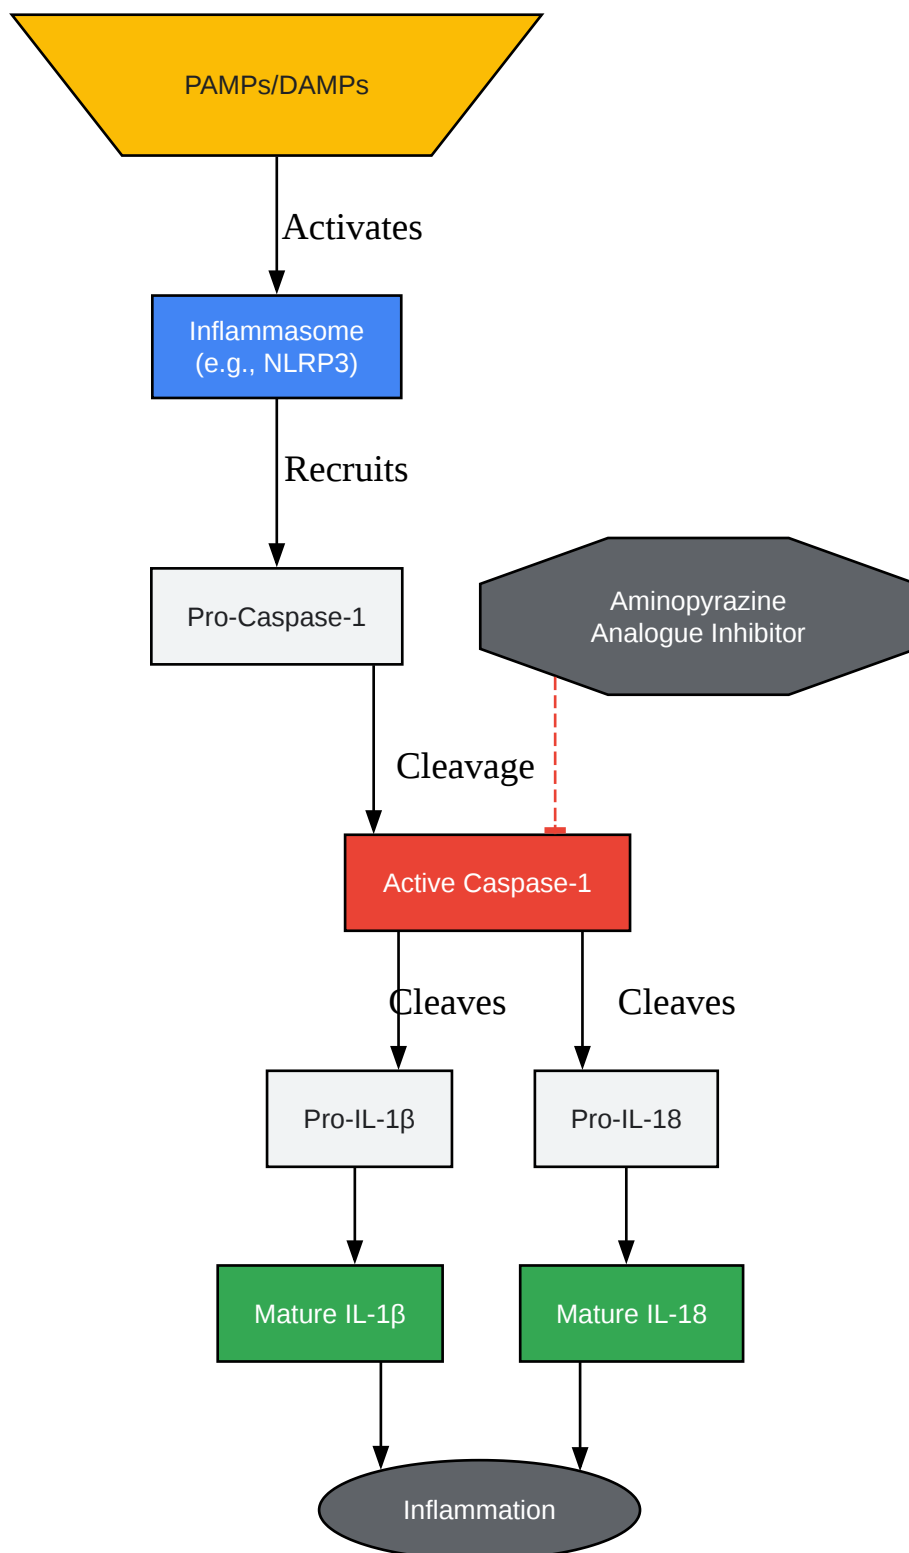 PAMPs/DAMPs
Activates
Inflammasome
(e.g., NLRP3)
Recruits
Pro-Caspase-1
Aminopyrazine
Analogue Inhibitor
Cleavage
Active Caspase-1
Cleaves
Cleaves
Pro-IL-1β
Pro-IL-18
Mature IL-1β
Mature IL-18
Inflammation